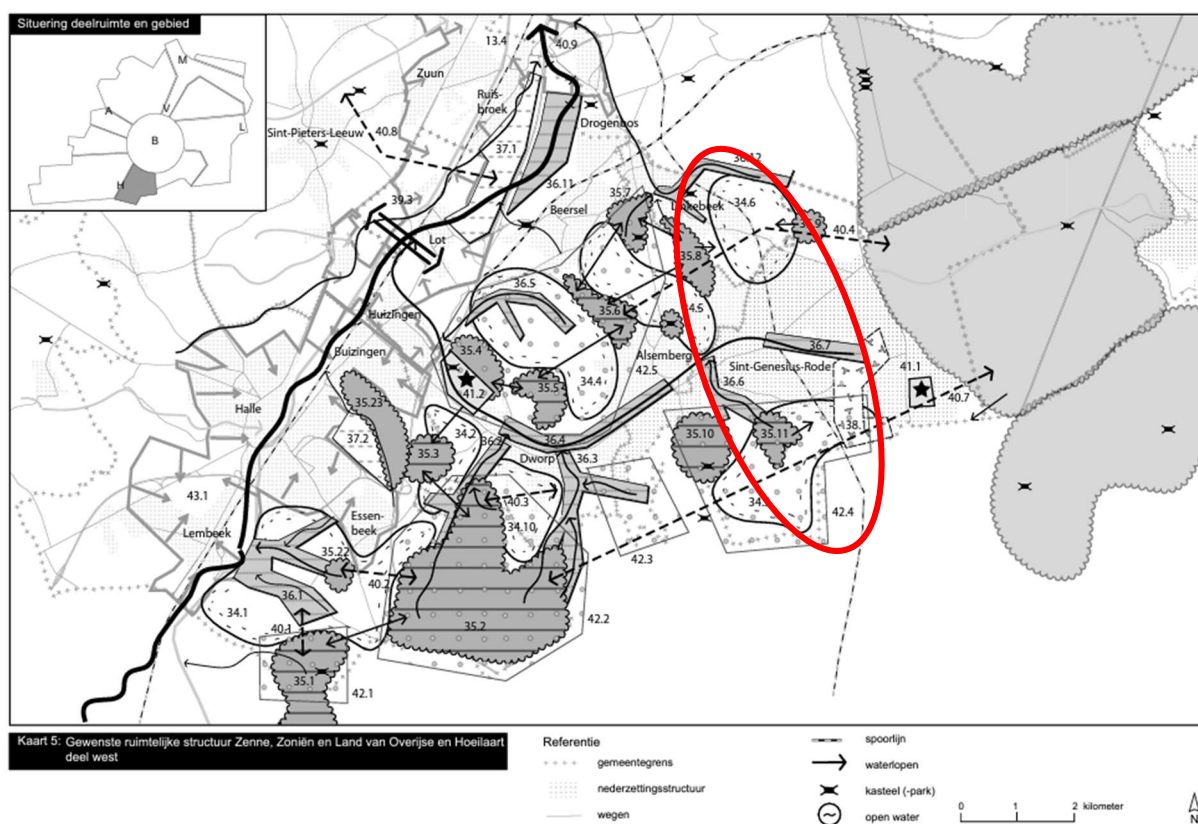 Situering deelruimte en gebied
M
A
V
L
B
H
13.4
40.9
Zuun
Ruis-
broek
Drogenbos
Sint-Pieters-Leeuw
40.8
37.1
36.12
36.11
35.7
Linkebeek
34.6
39.3
Beersel
40.4
Lot
35.8
36.5
Huizingen
35.6
34.5
Buizingen
35.4
Alsemberg
36.7
41.2
35.5
34.4
42.5
Sint-Genesius-Rode
41.1
40.7
36.6
Halle
35.23
34.2
36.4
38.1
37.2
35.3
35.10
35.11
Dworp
36.3
43.1
40.3
Essen-
beek
34.10
42.4
Lembeek
35.22
42.3
40.2
36.1
34.1
35.2
42.2
40.1
35.1
42.1
Kaart 5: Gewenste ruimtelijke structuur Zenne, Zoniën en Land van Overijse en Hoeilaart
deel west
Referentie
gemeentegrens
nederzettingsstructuur
wegen
spoorlijn
waterlopen
kasteel (-park)
open water
0 1 2 kilometer
N